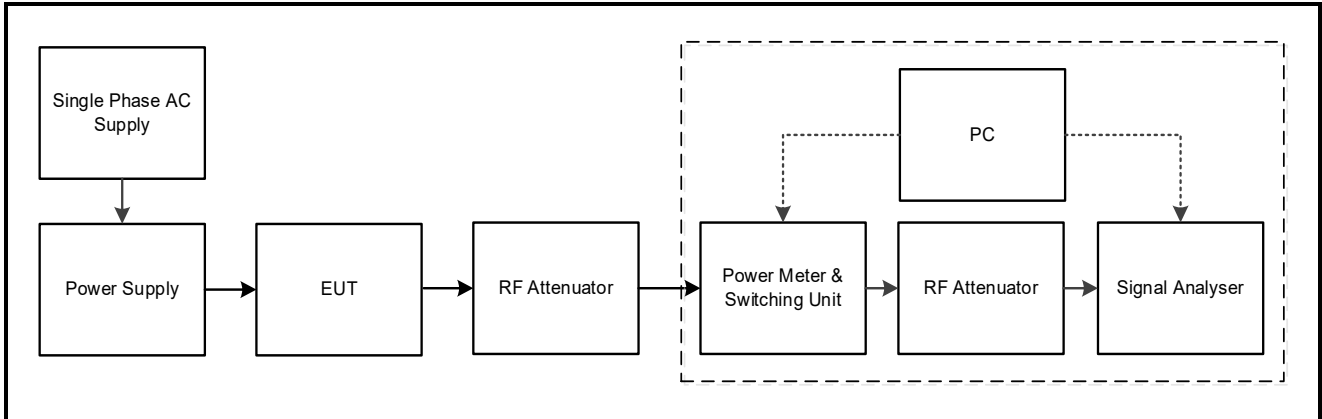 Single Phase AC
Supply
PC
Power Supply
EUT
RF Attenuator
Power Meter &
Switching Unit
RF Attenuator
Signal Analyser